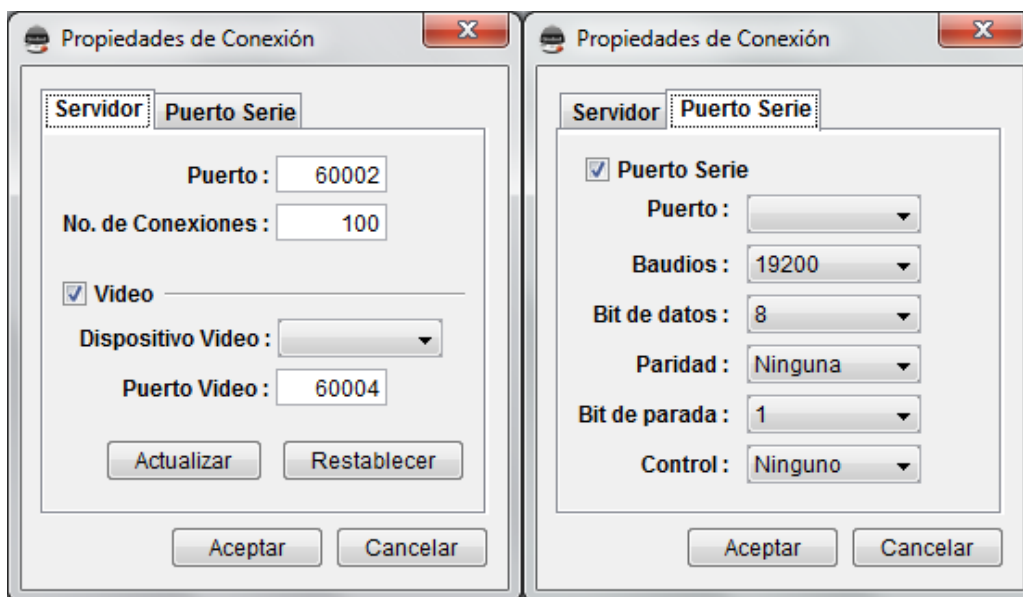 Propiedades de Conexión
Servidor Puerto Serie
Puerto : 60002
No. de Conexiones : 100
Video
Dispositivo Video :
Puerto Video : 60004
Actualizar Restablecer
Aceptar Cancelar
Propiedades de Conexión
Servidor Puerto Serie
Puerto Serie
Puerto :
Baudios : 19200
Bit de datos : 8
Paridad : Ninguna
Bit de parada : 1
Control : Ninguno
Aceptar Cancelar